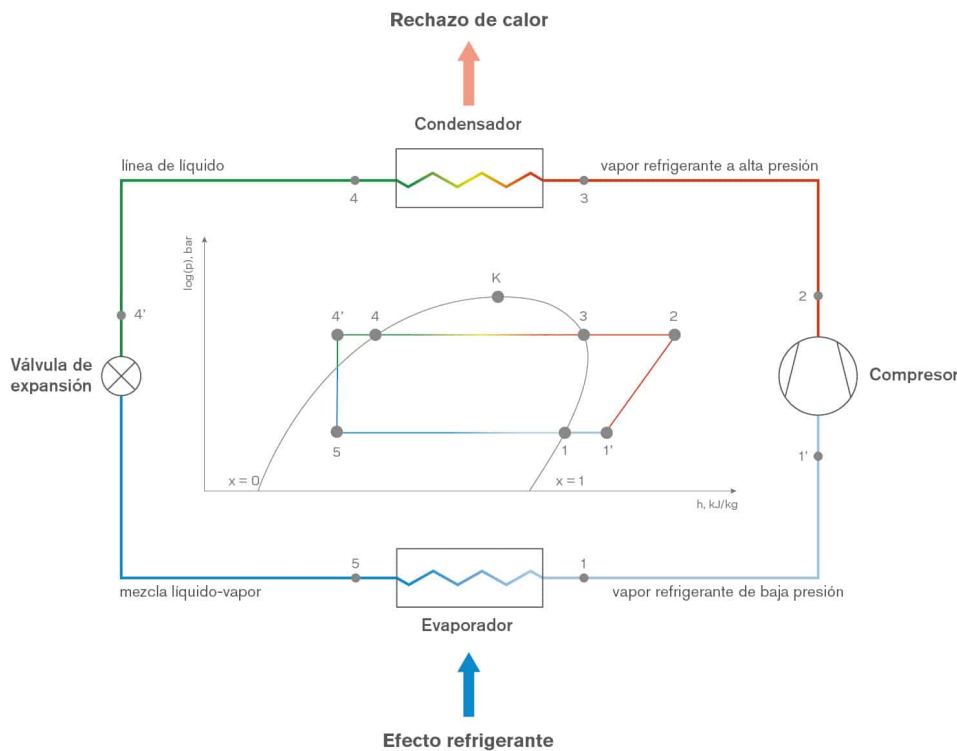 Rechazo de calor
Condensador
línea de líquido
vapor refrigerante a alta presión
4
3
log(p), bar
K
4’
4
3
2
2
4’
Válvula de
expansión
Compresor
5
1
1’
1’
x = 0
x = 1
h, kJ/kg
5
1
mezcla líquido-vapor
vapor refrigerante de baja presión
Evaporador
Efecto refrigerante